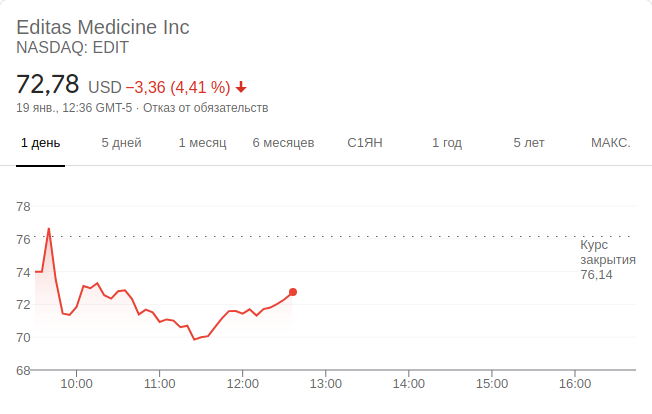 Editas Medicine Inc
NASDAQ: EDIT
72,78 USD −3,36 (4,41 %)
19 янв., 12:36 GMT-5 · Отказ от обязательств
1 день 5 дней 1 месяц 6 месяцев С1ЯН 1 год 5 лет МАКС.
78
76
Курс
закрытия
76,14
74
72
70
68
10:00 11:00 12:00 13:00 14:00 15:00 16:00